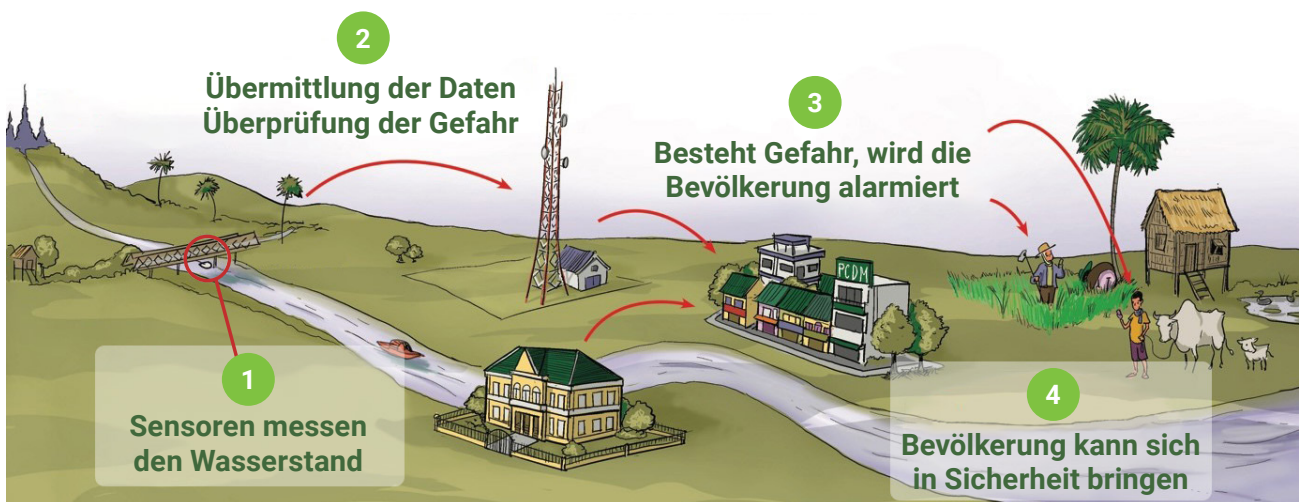 2
Übermittlung der Daten
Überprüfung der Gefahr
3
Besteht Gefahr, wird die
Bevölkerung alarmiert
PCDM
1
Sensoren messen
den Wasserstand
4
Bevölkerung kann sich
in Sicherheit bringen